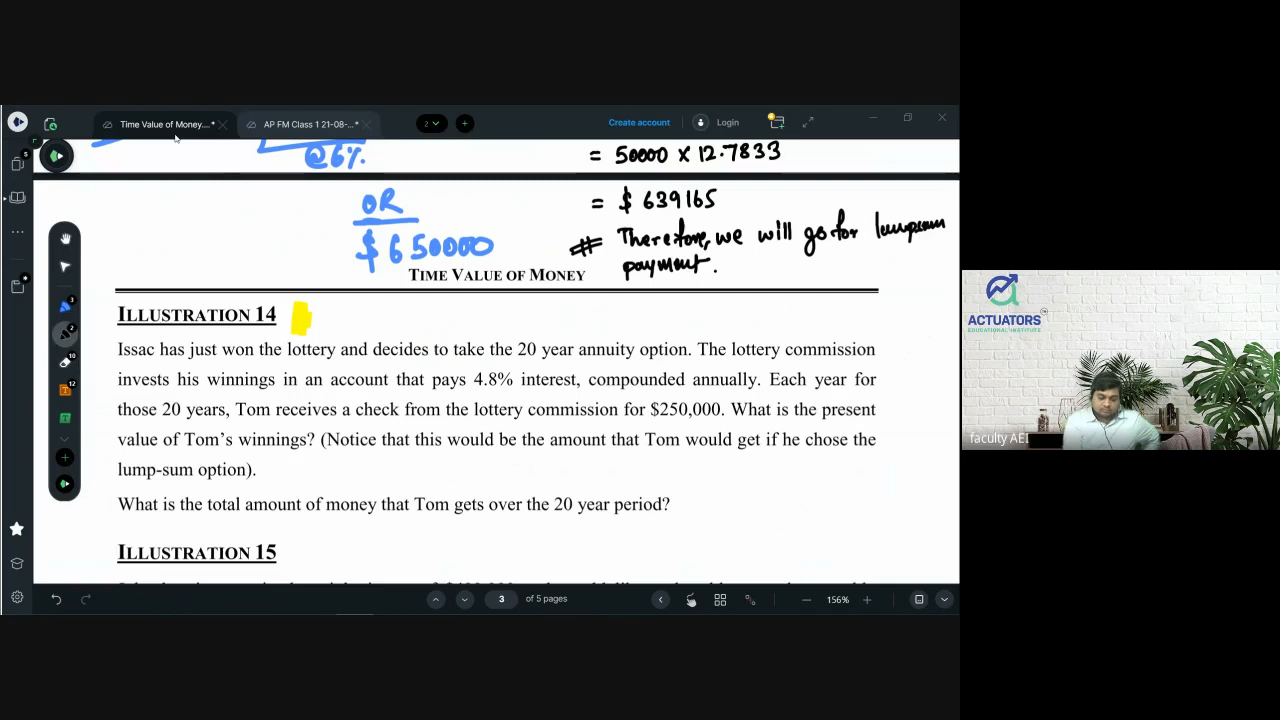 Time Value of Money....*
AP FM Class 1 21-08-...*
2
Create account
Login
@6%.
= 50000 x 12.7833
OR
= $ 639165
$650000
# Therefore, we will go for lumpsum
payment.
TIME VALUE OF MONEY
ILLUSTRATION 14
Issac has just won the lottery and decides to take the 20 year annuity option. The lottery commission
invests his winnings in an account that pays 4.8% interest, compounded annually. Each year for
those 20 years, Tom receives a check from the lottery commission for $250,000. What is the present
value of Tom's winnings? (Notice that this would be the amount that Tom would get if he chose the
lump-sum option).
What is the total amount of money that Tom gets over the 20 year period?
ILLUSTRATION 15
3 of 5 pages
156%
ACTUATORS
EDUCATIONAL INSTITUTE
faculty AEI